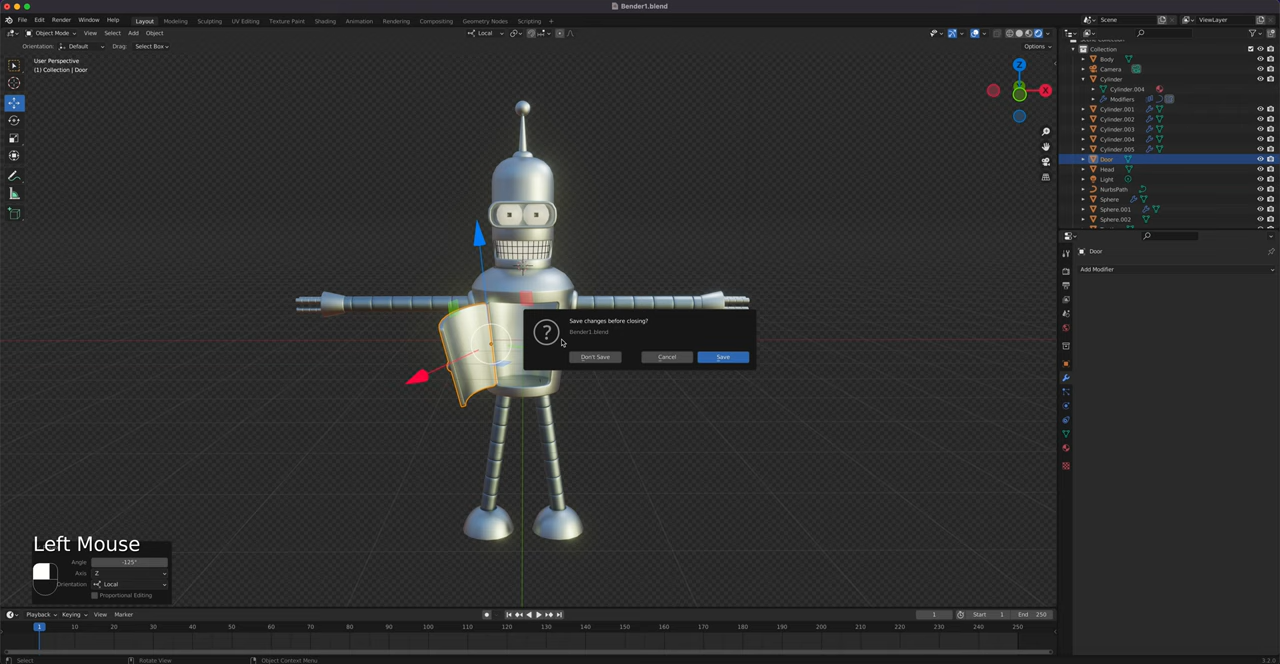 Bender1.blend
File Edit Render Window Help
Layout Modeling Sculpting UV Editing Texture Paint Shading Animation Rendering Compositing Geometry Nodes Scripting +
Scene
ViewLayer
Object Mode View Select Add Object
Local
Orientation: Default Drag: Select Box
Options
User Perspective
(1) Collection | Door
Z
X
Scene Collection
Collection
Body
Camera
Cylinder
Cylinder.004
Modifiers
Cylinder.001
Cylinder.002
Cylinder.003
Cylinder.004
Cylinder.005
Door
Head
Light
NurbsPath
Sphere
Sphere.001
Sphere.002
Door
Add Modifier
Save changes before closing?
Bender1.blend
Don't Save Cancel Save
Left Mouse
Angle -125°
Axis Z
Orientation Local
Proportional Editing
Playback Keying View Marker
1 Start 1 End 250
1 10 20 30 40 50 60 70 80 90 100 110 120 130 140 150 160 170 180 190 200 210 220 230 240 250
Select Rotate View Object Context Menu
3.2.0